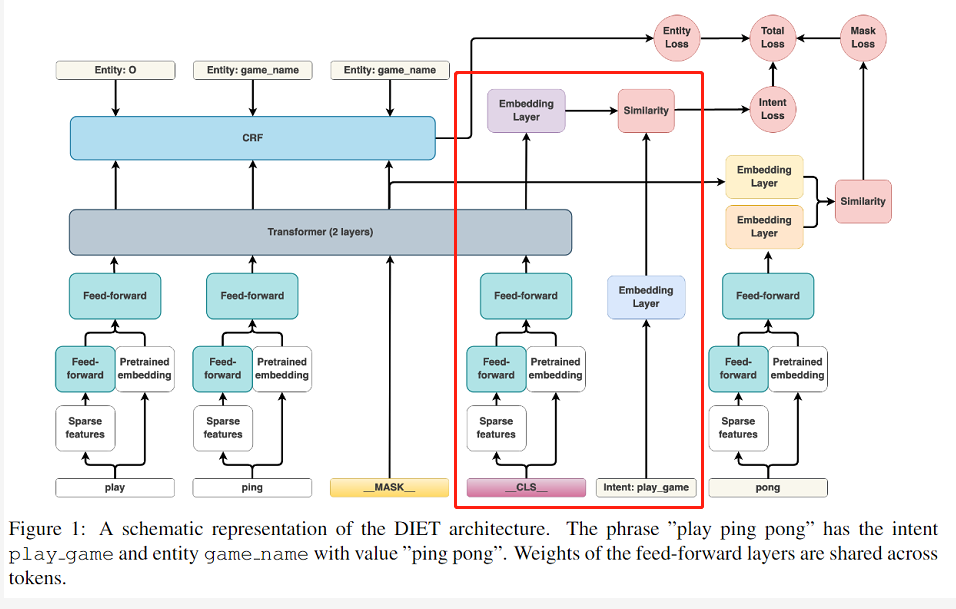 Entity Loss
Total Loss
Mask Loss
Entity: O
Entity: game_name
Entity: game_name
Embedding Layer
Similarity
Intent Loss
CRF
Embedding Layer
Embedding Layer
Similarity
Transformer (2 layers)
Feed-forward
Feed-forward
Feed-forward
Embedding Layer
Feed-forward
Feed-forward
Pretrained embedding
Feed-forward
Pretrained embedding
Feed-forward
Pretrained embedding
Feed-forward
Pretrained embedding
Sparse features
Sparse features
Sparse features
Sparse features
play
ping
__MASK__
__CLS__
Intent: play_game
pong
Figure 1: A schematic representation of the DIET architecture. The phrase ”play ping pong” has the intent
play_game and entity game_name with value ”ping pong”. Weights of the feed-forward layers are shared across
tokens.